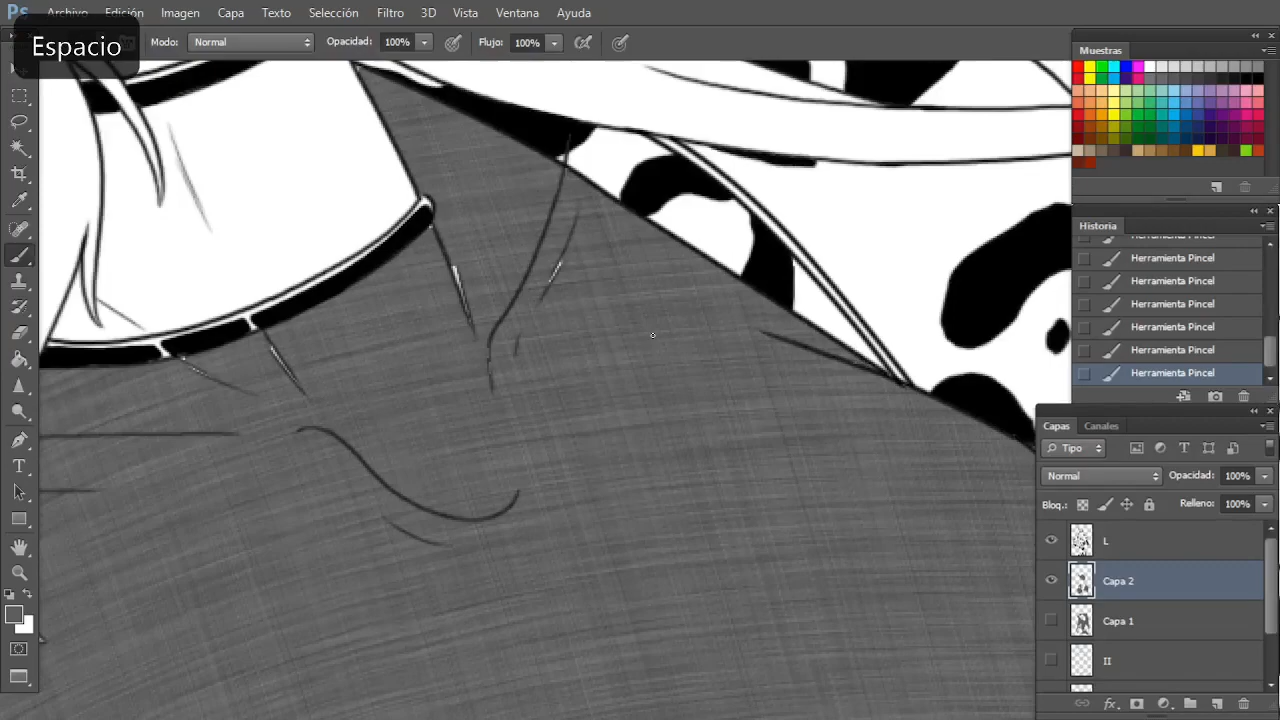 Ps Archivo Edición Imagen Capa Texto Selección Filtro 3D Vista Ventana Ayuda
Espacio
Modo: Normal Opacidad: 100% Flujo: 100%
Muestras
Historia
Herramienta Pincel
Herramienta Pincel
Herramienta Pincel
Herramienta Pincel
Herramienta Pincel
Herramienta Pincel
Capas Canales
Tipo
Normal Opacidad: 100%
Bloq.: Relleno: 100%
L
Capa 2
Capa 1
II